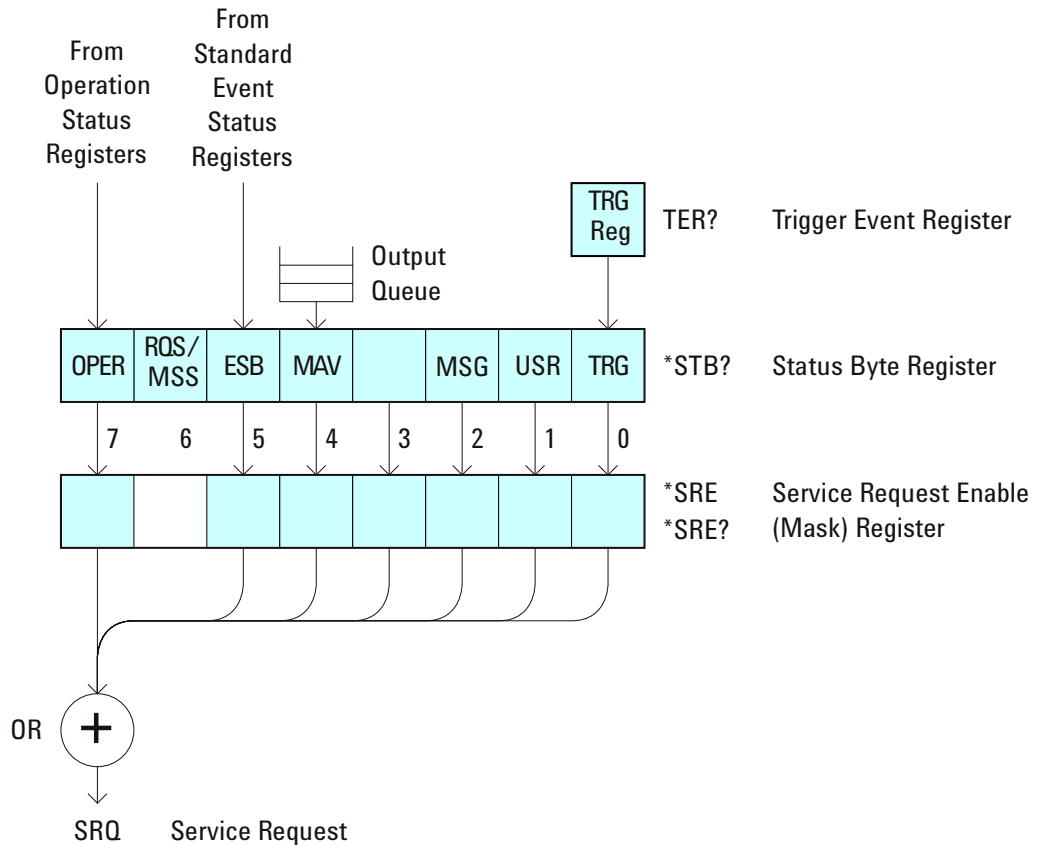 From
Operation
Status
Registers
From
Standard
Event
Status
Registers
TRG
Reg
TER? Trigger Event Register
Output
Queue
OPER RQS/
MSS ESB MAV MSG USR TRG
*STB? Status Byte Register
7 6 5 4 3 2 1 0
*SRE Service Request Enable
*SRE? (Mask) Register
OR +
SRQ Service Request